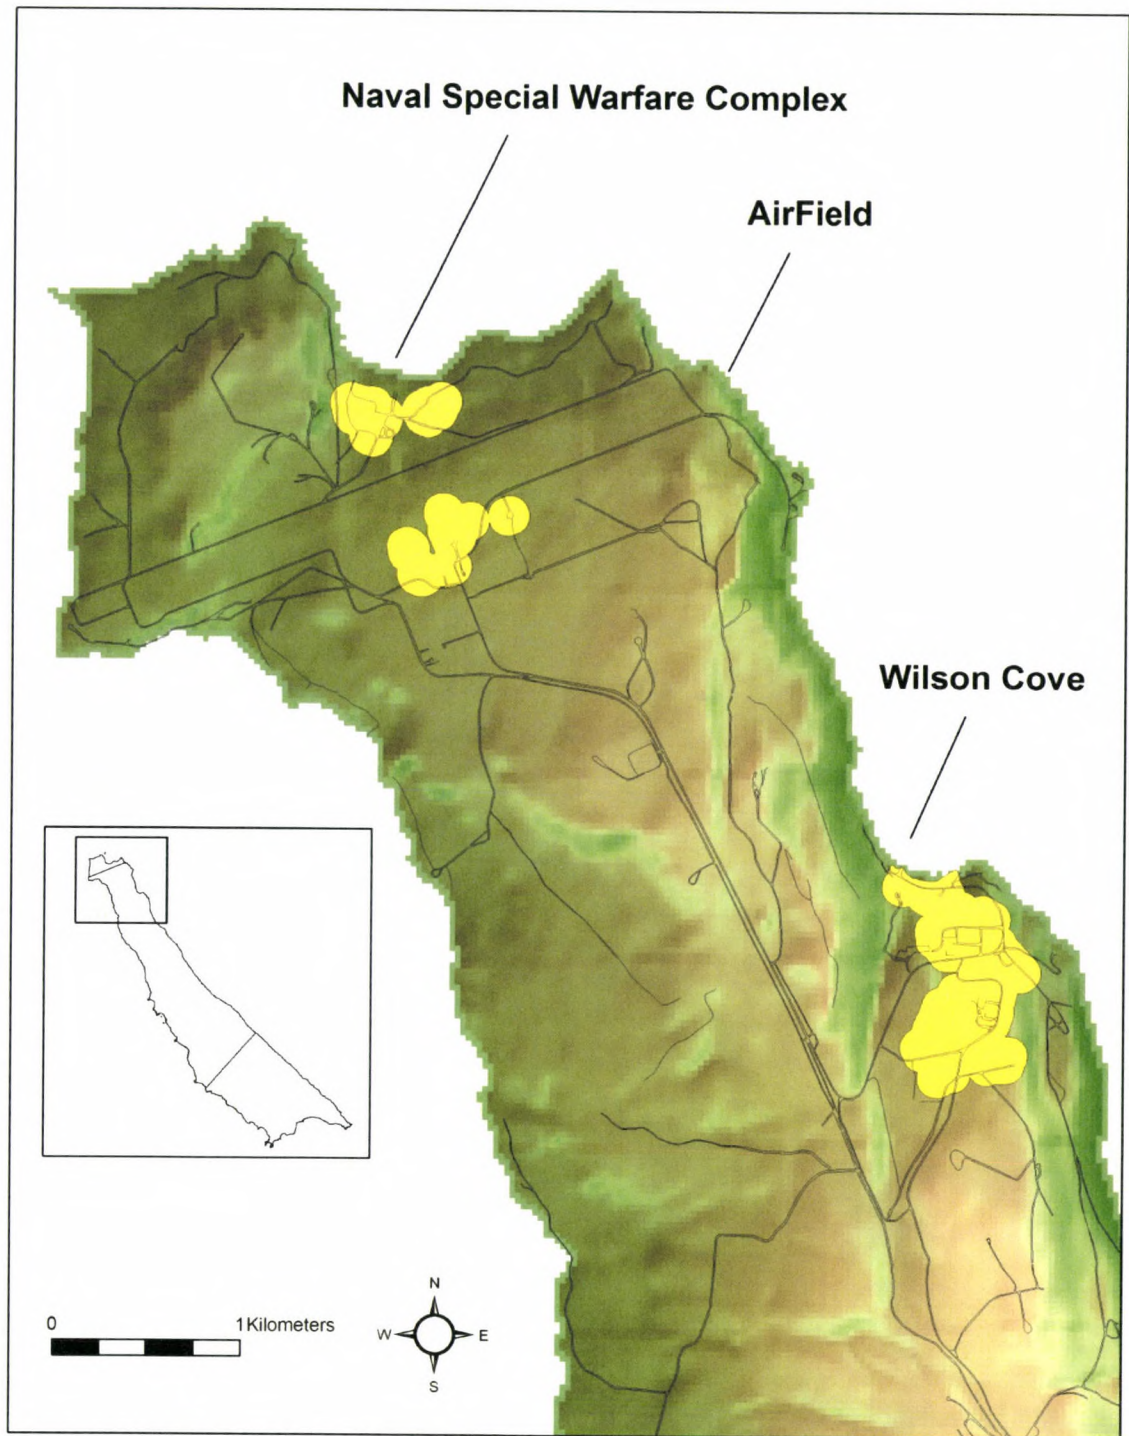 Naval Special Warfare Complex
AirField
Wilson Cove
0 1 Kilometers
N
W E
S